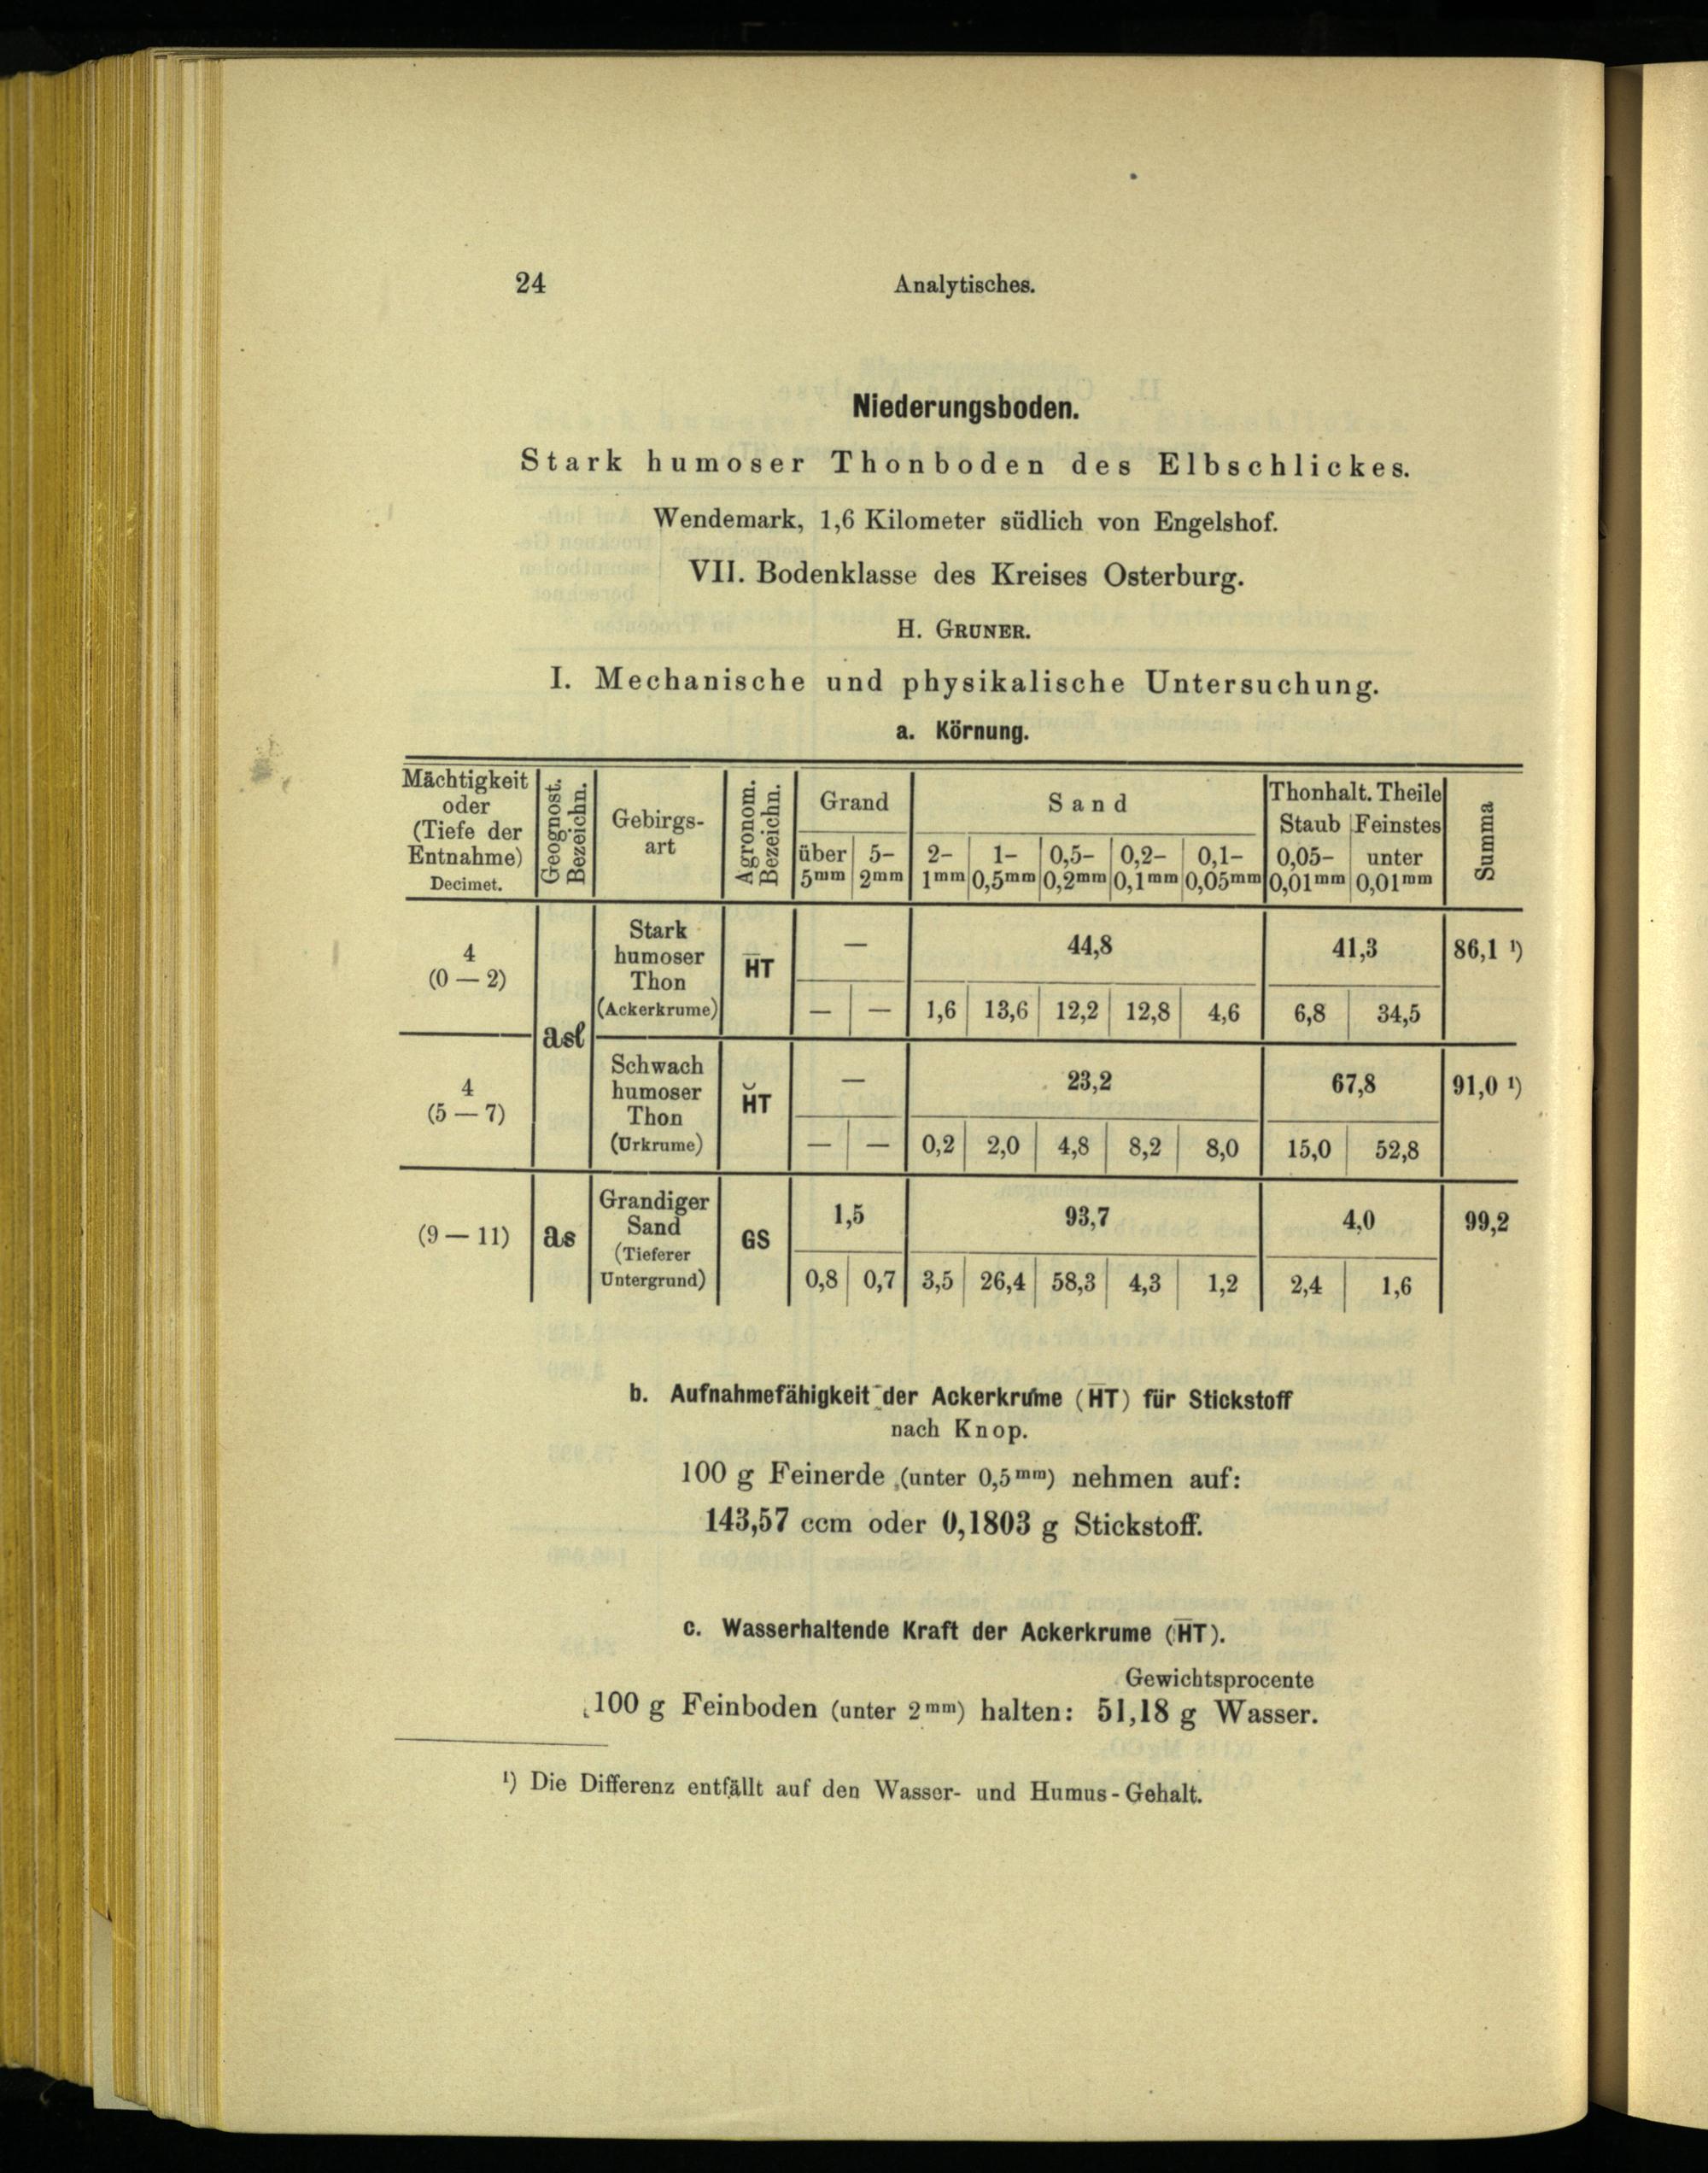 24 Analytisches.
Niederungsboden.
Stark humoser Thonboden des Elbschlickes.
Wendemark, 1,6 Kilometer südlich von Engelshof.
VII. Bodenklasse des Kreises Osterburg.
H. GRUNER.
I. Mechanische und physikalische Untersuchung.
a. Körnung.
Mächtigkeit oder (Tiefe der Entnahme) Decimet. | Geognost. Bezeichn. | Gebirgs-art | Agronom. Bezeichn. | Grand | Sand | Thonhalt. Theile | Summa
Staub | Feinstes
über 5mm | 5-2mm | 2-1mm | 1-0,5mm | 0,5-0,2mm | 0,2-0,1mm | 0,1-0,05mm | 0,05-0,01mm | unter 0,01mm
4 (0 — 2) | asl | Stark humoser Thon (Ackerkrume) | H̅T | — | 44,8 | 41,3 | 86,1 ¹)
— | — | 1,6 | 13,6 | 12,2 | 12,8 | 4,6 | 6,8 | 34,5
4 (5 — 7) | Schwach humoser Thon (Urkrume) | H̆T | — | 23,2 | 67,8 | 91,0 ¹)
— | — | 0,2 | 2,0 | 4,8 | 8,2 | 8,0 | 15,0 | 52,8
(9 — 11) | as | Grandiger Sand (Tieferer Untergrund) | GS | 1,5 | 93,7 | 4,0 | 99,2
0,8 | 0,7 | 3,5 | 26,4 | 58,3 | 4,3 | 1,2 | 2,4 | 1,6
b. Aufnahmefähigkeit der Ackerkrume (H̅T) für Stickstoff
nach Knop.
100 g Feinerde (unter 0,5mm) nehmen auf:
143,57 ccm oder 0,1803 g Stickstoff.
c. Wasserhaltende Kraft der Ackerkrume (H̅T).
Gewichtsprocente
100 g Feinboden (unter 2mm) halten: 51,18 g Wasser.
¹) Die Differenz entfällt auf den Wasser- und Humus-Gehalt.